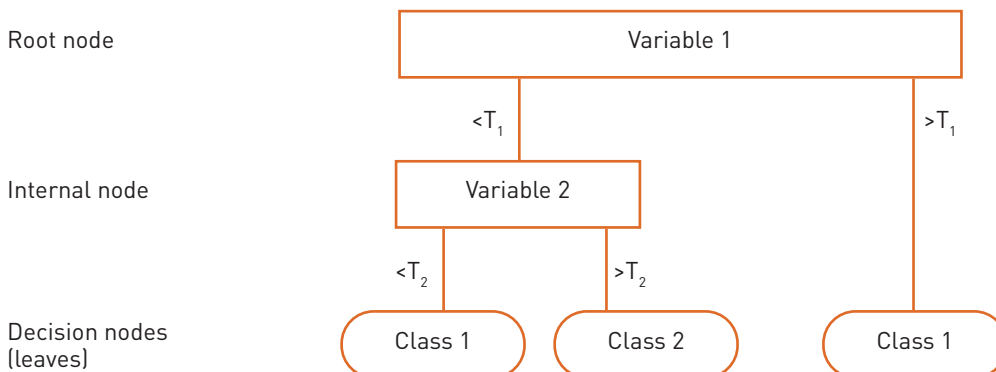 Root node
Variable 1
<T₁
>T₁
Internal node
Variable 2
<T₂
>T₂
Decision nodes
(leaves)
Class 1
Class 2
Class 1